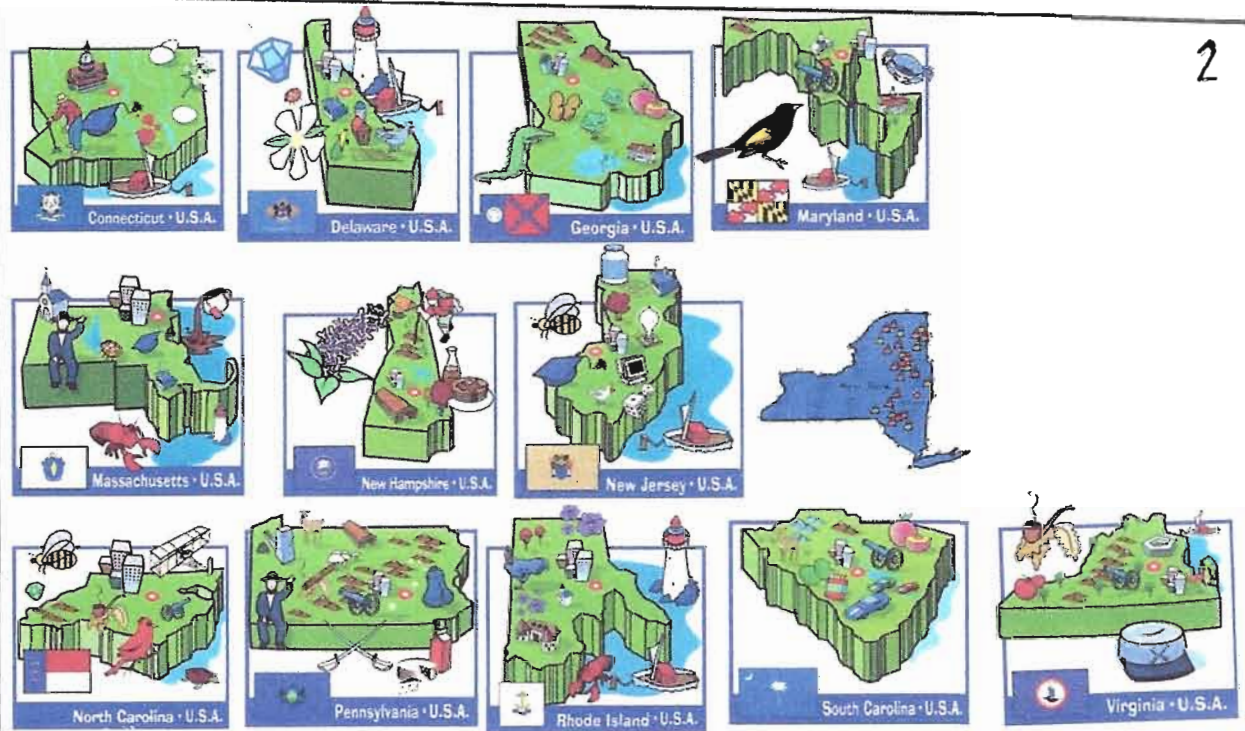 2
Connecticut • U.S.A.
Delaware • U.S.A.
Georgia • U.S.A.
Maryland • U.S.A.
Massachusetts • U.S.A.
New Hampshire • U.S.A.
New Jersey • U.S.A.
North Carolina • U.S.A.
Pennsylvania • U.S.A.
Rhode Island • U.S.A.
South Carolina • U.S.A.
Virginia • U.S.A.